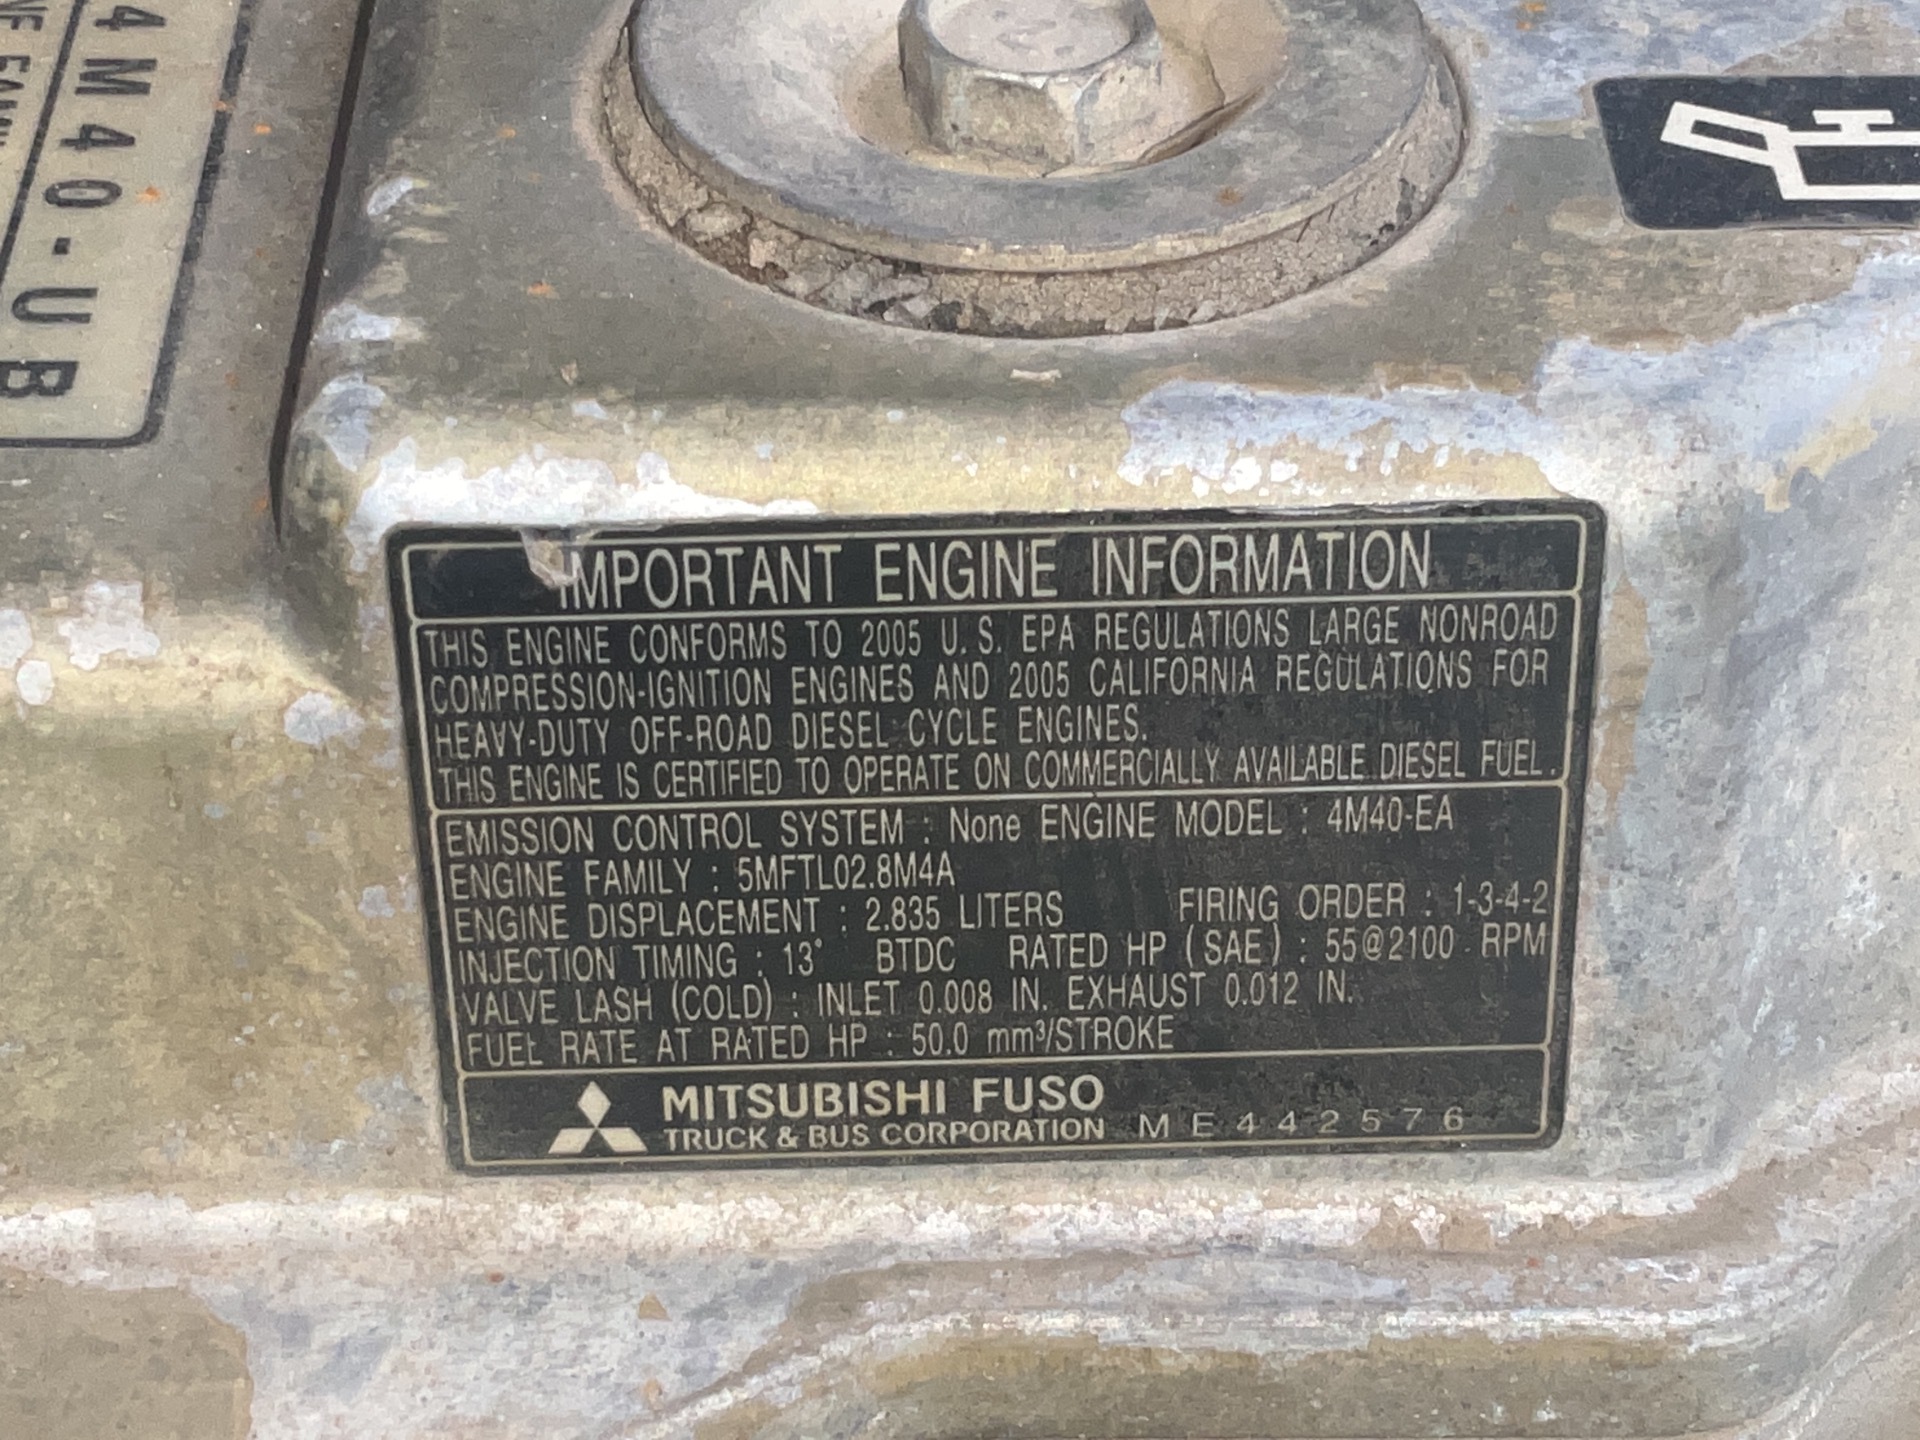 4M40-UB
IMPORTANT ENGINE INFORMATION
THIS ENGINE CONFORMS TO 2005 U.S. EPA REGULATIONS LARGE NONROAD
COMPRESSION-IGNITION ENGINES AND 2005 CALIFORNIA REGULATIONS FOR
HEAVY-DUTY OFF-ROAD DIESEL CYCLE ENGINES.
THIS ENGINE IS CERTIFIED TO OPERATE ON COMMERCIALLY AVAILABLE DIESEL FUEL.
EMISSION CONTROL SYSTEM : None ENGINE MODEL : 4M40-EA
ENGINE FAMILY : 5MFTL02.8M4A
ENGINE DISPLACEMENT : 2.835 LITERS FIRING ORDER : 1-3-4-2
INJECTION TIMING : 13° BTDC RATED HP (SAE) : 55@2100 RPM
VALVE LASH (COLD) : INLET 0.008 IN. EXHAUST 0.012 IN.
FUEL RATE AT RATED HP : 50.0 mm³/STROKE
MITSUBISHI FUSO
TRUCK & BUS CORPORATION ME442576